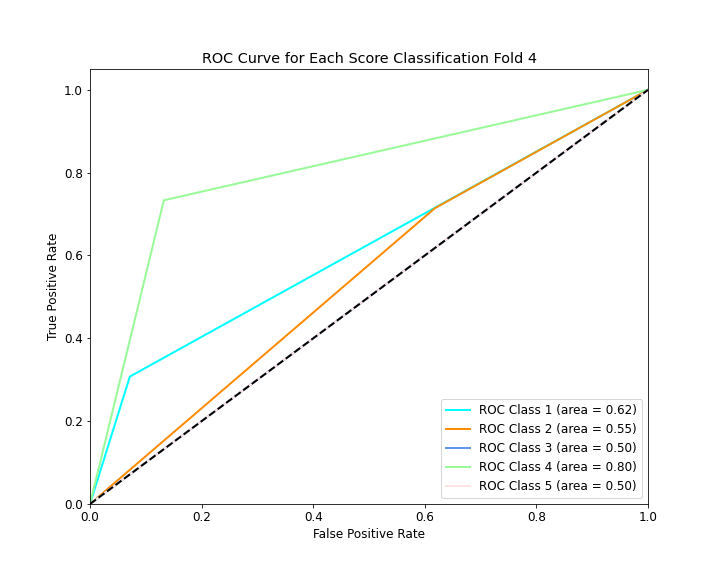 ROC Curve for Each Score Classification Fold 4
1.0
0.8
0.6
0.4
0.2
0.0
True Positive Rate
ROC Class 1 (area = 0.62)
ROC Class 2 (area = 0.55)
ROC Class 3 (area = 0.50)
ROC Class 4 (area = 0.80)
ROC Class 5 (area = 0.50)
0.0 0.2 0.4 0.6 0.8 1.0
False Positive Rate